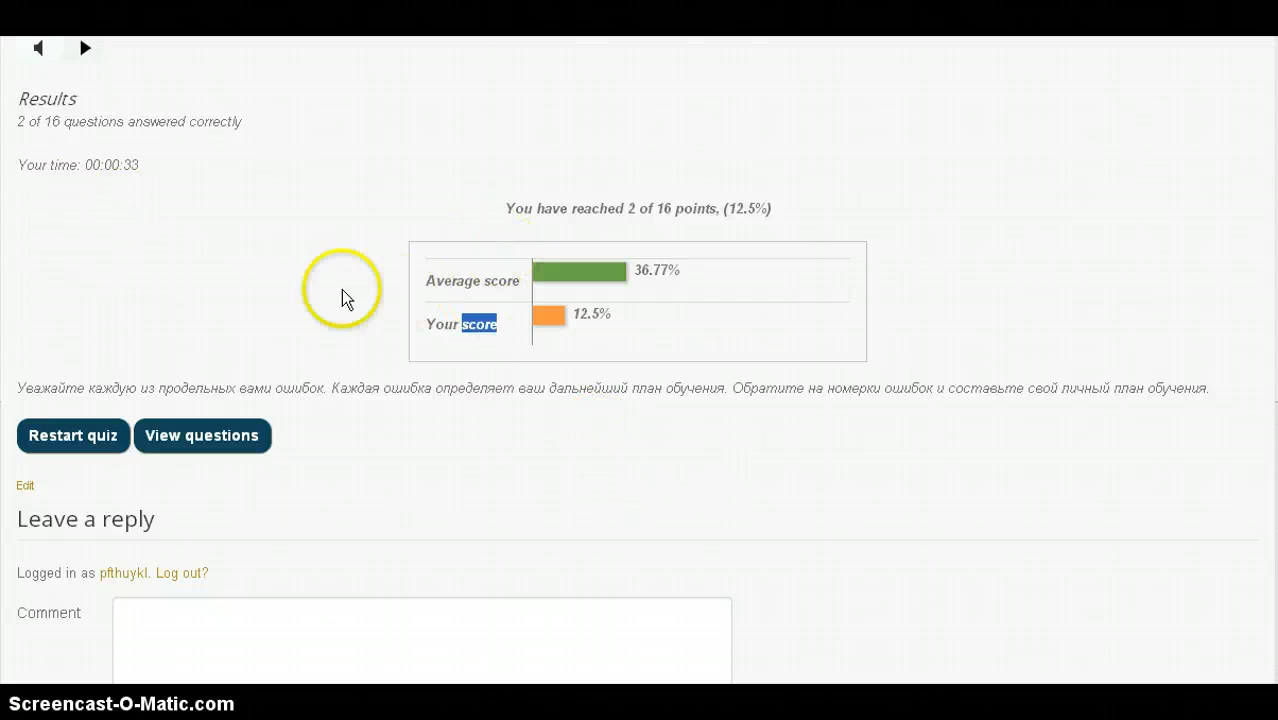 Results
2 of 16 questions answered correctly
Your time: 00:00:33
You have reached 2 of 16 points, (12.5%)
Average score 36.77%
Your score 12.5%
Уважайте каждую из продельных вами ошибок. Каждая ошибка определяет ваш дальнейший план обучения. Обратите на номерки ошибок и составьте свой личный план обучения.
Restart quiz View questions
Edit
Leave a reply
Logged in as pfthuykl. Log out?
Comment
Screencast-O-Matic.com